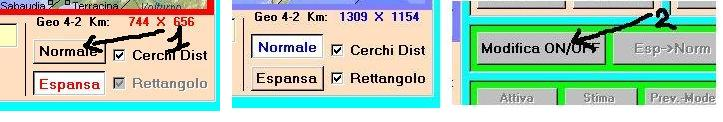 Sabaudia Terracina Volturno
Geo 4-2 Km: 744 X 656
1
Normale Cerchi Dist
Espansa Rettangolo
Geo 4-2 Km: 1309 X 1154
Normale Cerchi Dist
Espansa Rettangolo
2
Modifica ON/OFF Esp->Norm
Attiva Stima Prev.-Mode